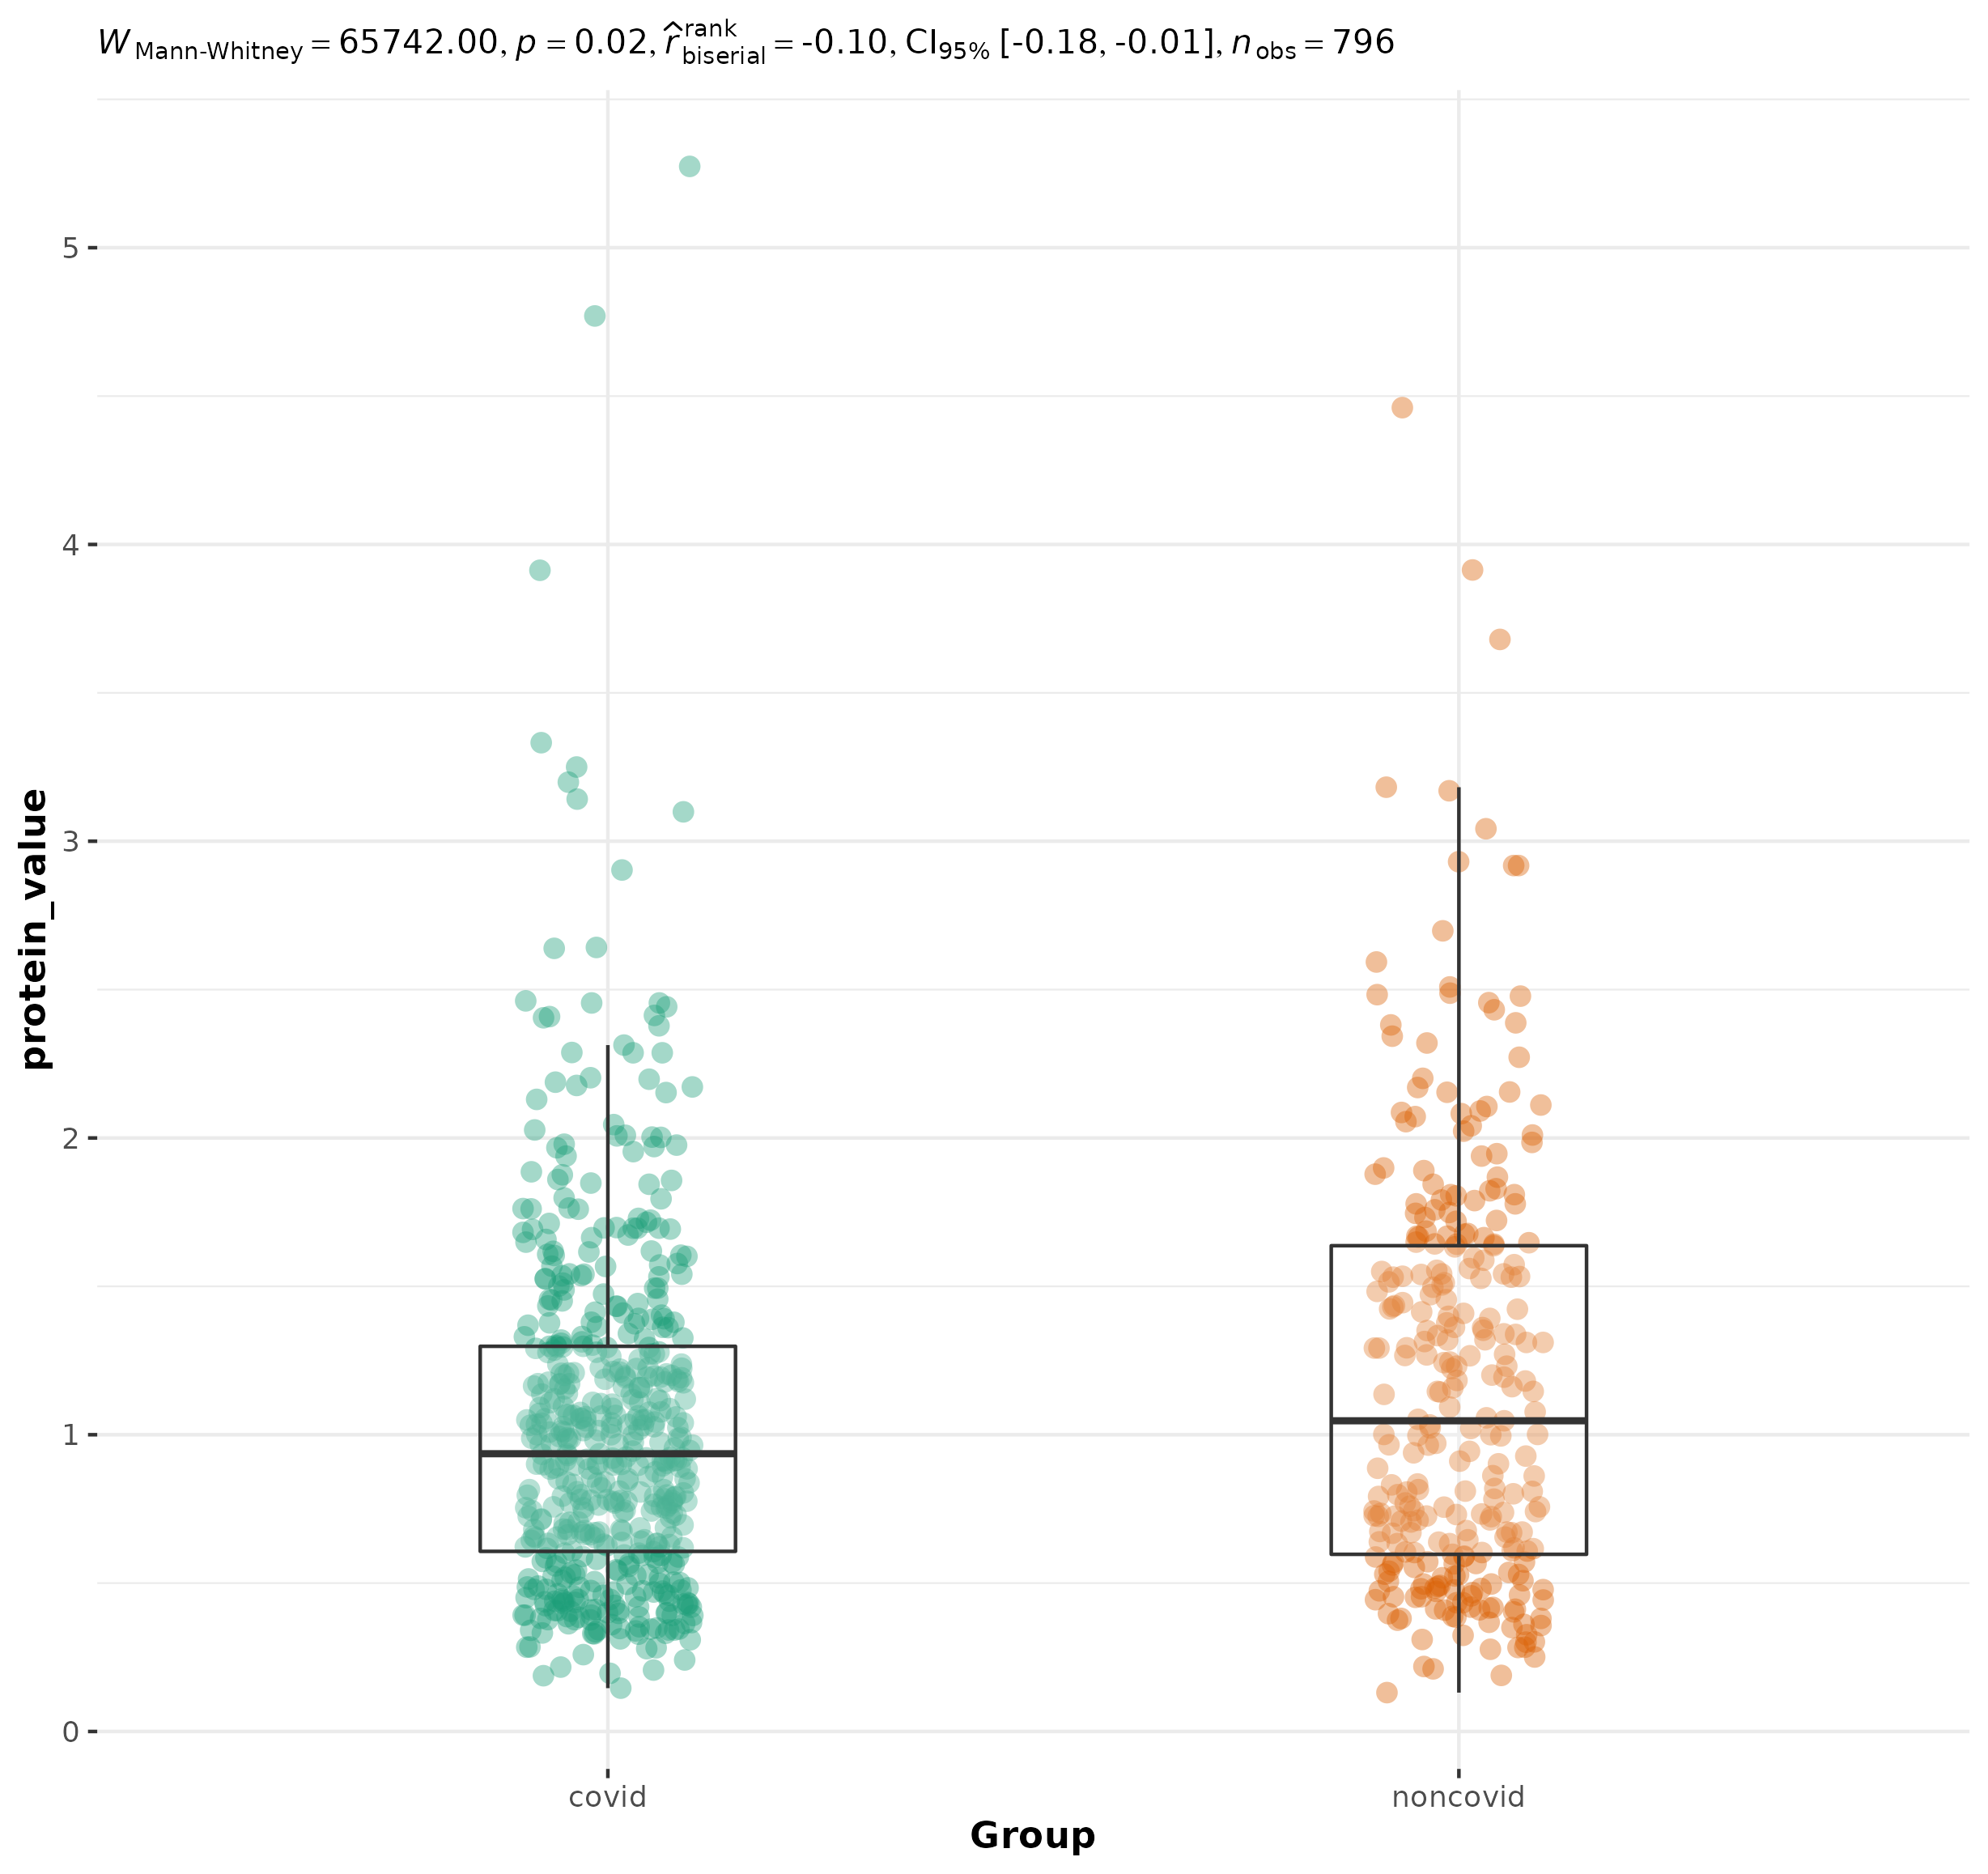 W Mann-Whitney = 65742.00, p = 0.02, r̂ rank biserial = -0.10, CI95% [-0.18, -0.01], n obs = 796
5
4
3
2
1
0
protein_value
covid noncovid
Group